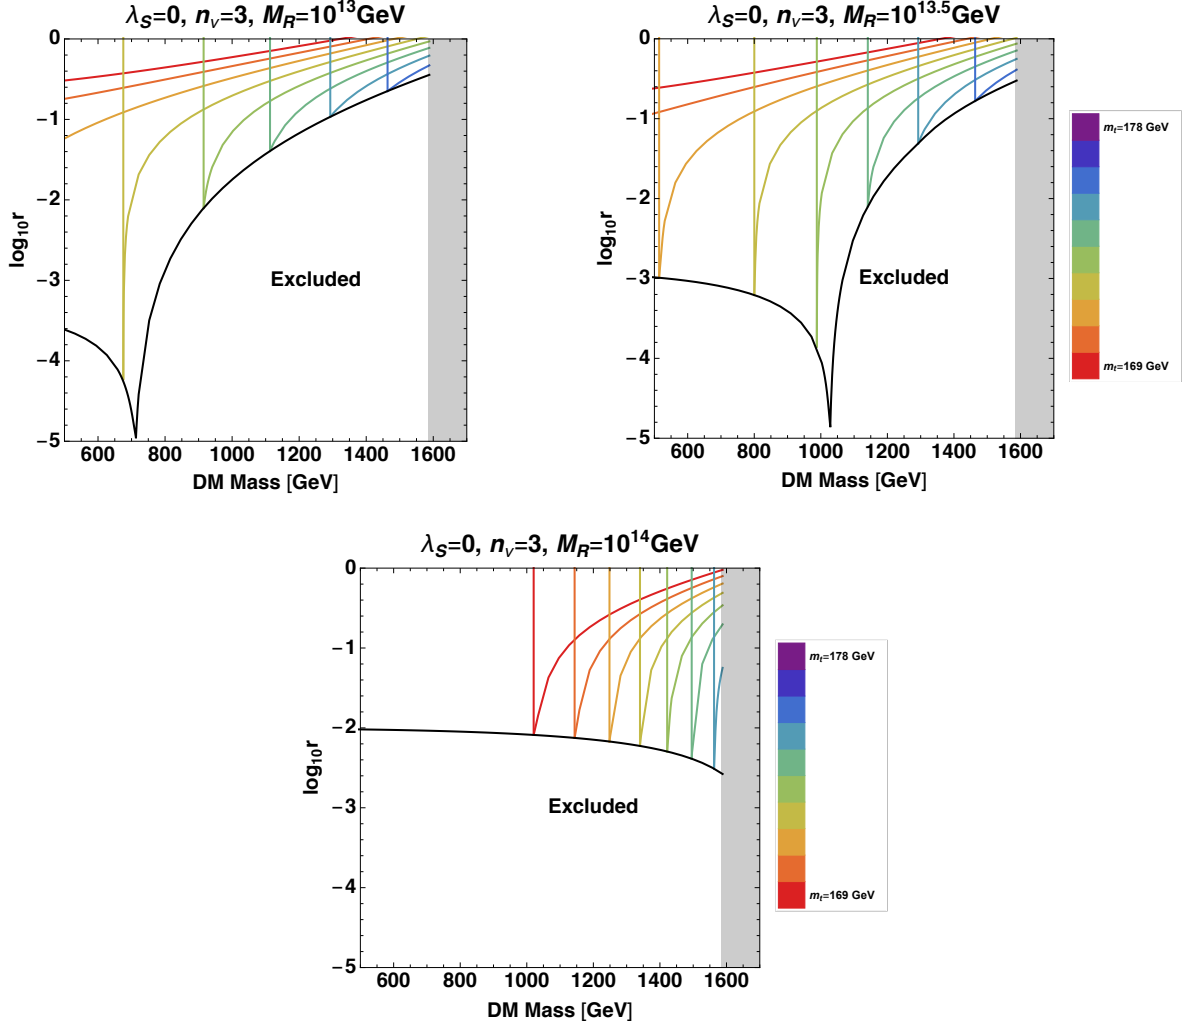 λS=0, nν=3, MR=10^13GeV
0
−1
−2
−3
−4
−5
log10r
Excluded
600 800 1000 1200 1400 1600
DM Mass [GeV]
λS=0, nν=3, MR=10^13.5GeV
0
−1
−2
−3
−4
−5
log10r
Excluded
600 800 1000 1200 1400 1600
DM Mass [GeV]
mt=178 GeV
mt=169 GeV
λS=0, nν=3, MR=10^14GeV
0
−1
−2
−3
−4
−5
log10r
Excluded
600 800 1000 1200 1400 1600
DM Mass [GeV]
mt=178 GeV
mt=169 GeV